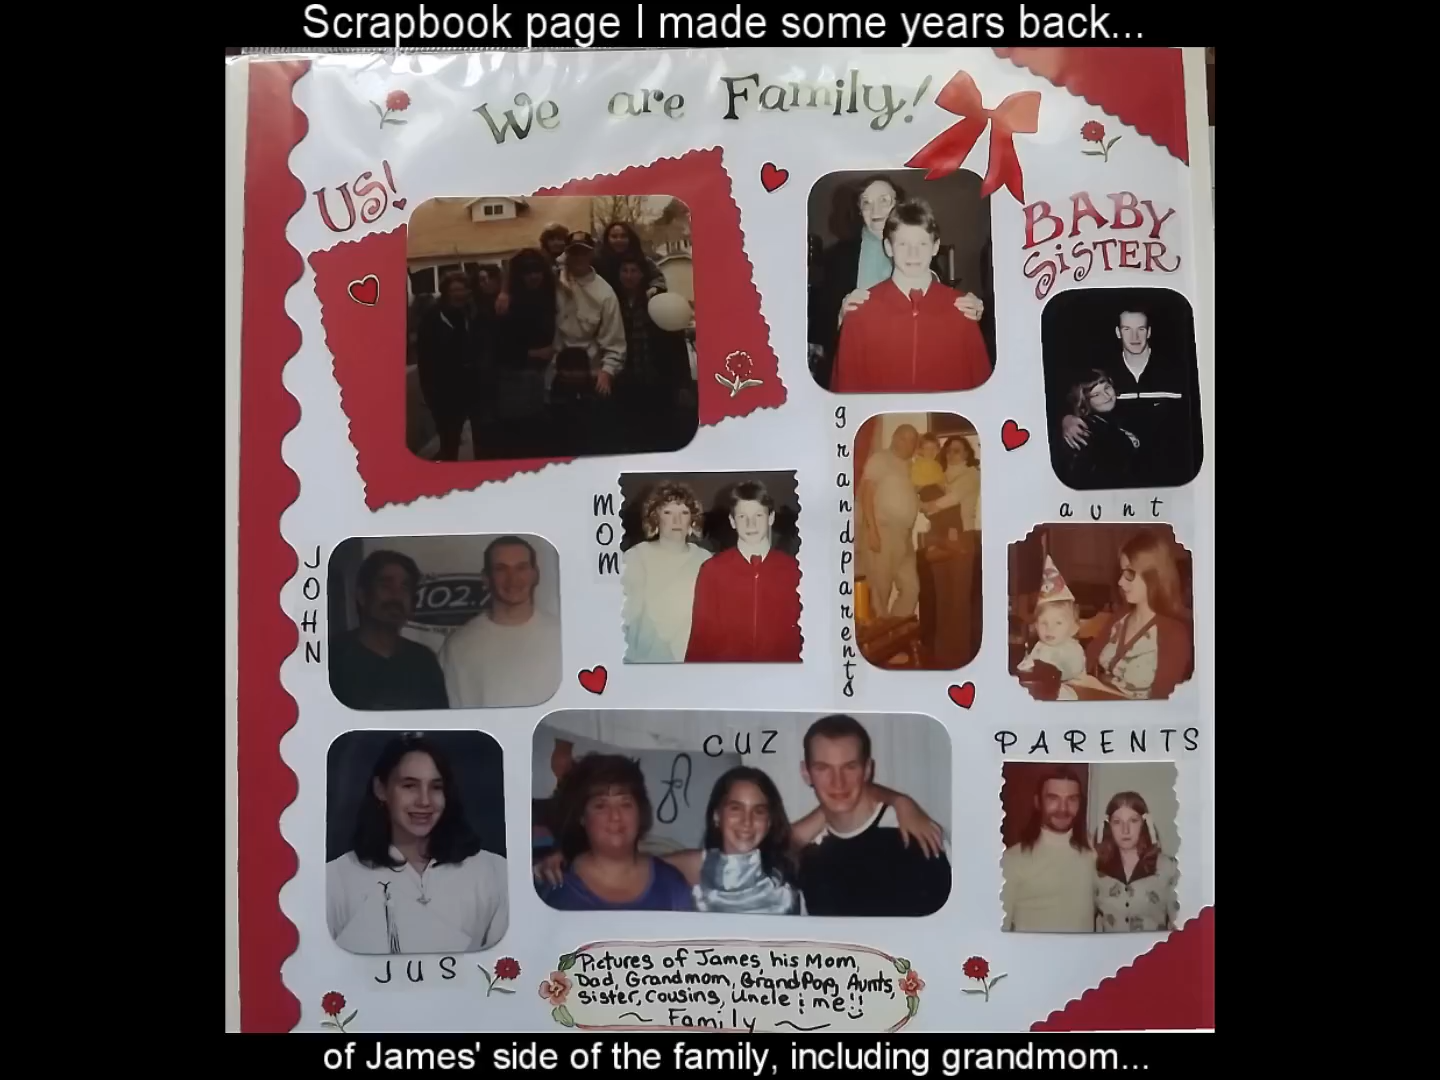 Scrapbook page I made some years back...
We are Family!
US!
BABY
SiSTER
grandparents
aunt
MOM
JOHN
102.7
CUZ
PARENTS
JUS
Pictures of James, his Mom,
Dad, Grandmom, GrandPop, Aunts,
Sister, Cousins, Uncle & me!!
~ Family ~
of James' side of the family, including grandmom...